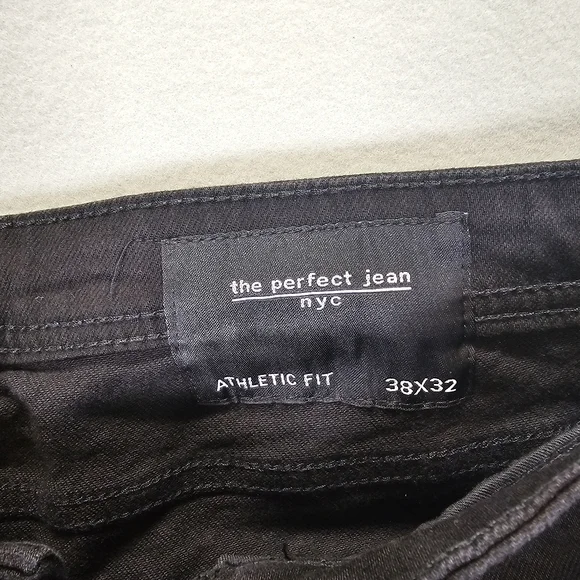 the perfect jean
nyc
ATHLETIC FIT 38X32